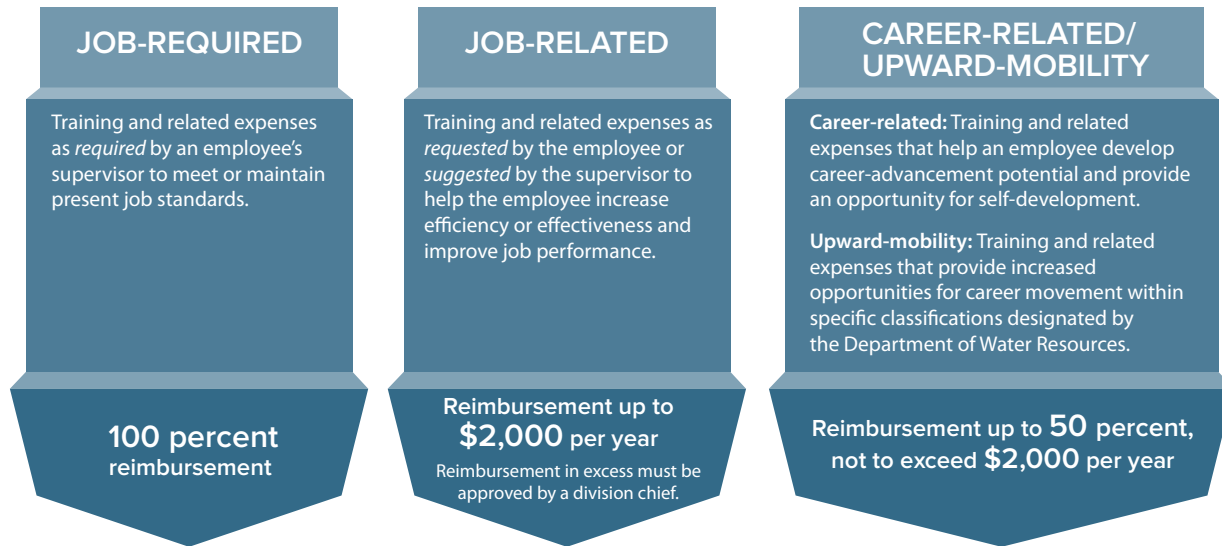 JOB-REQUIRED
Training and related expenses
as required by an employee’s
supervisor to meet or maintain
present job standards.
100 percent
reimbursement
JOB-RELATED
Training and related expenses as
requested by the employee or
suggested by the supervisor to
help the employee increase
efficiency or effectiveness and
improve job performance.
Reimbursement up to
$2,000 per year
Reimbursement in excess must be
approved by a division chief.
CAREER-RELATED/
UPWARD-MOBILITY
Career-related: Training and related
expenses that help an employee develop
career-advancement potential and provide
an opportunity for self-development.
Upward-mobility: Training and related
expenses that provide increased
opportunities for career movement within
specific classifications designated by
the Department of Water Resources.
Reimbursement up to 50 percent,
not to exceed $2,000 per year